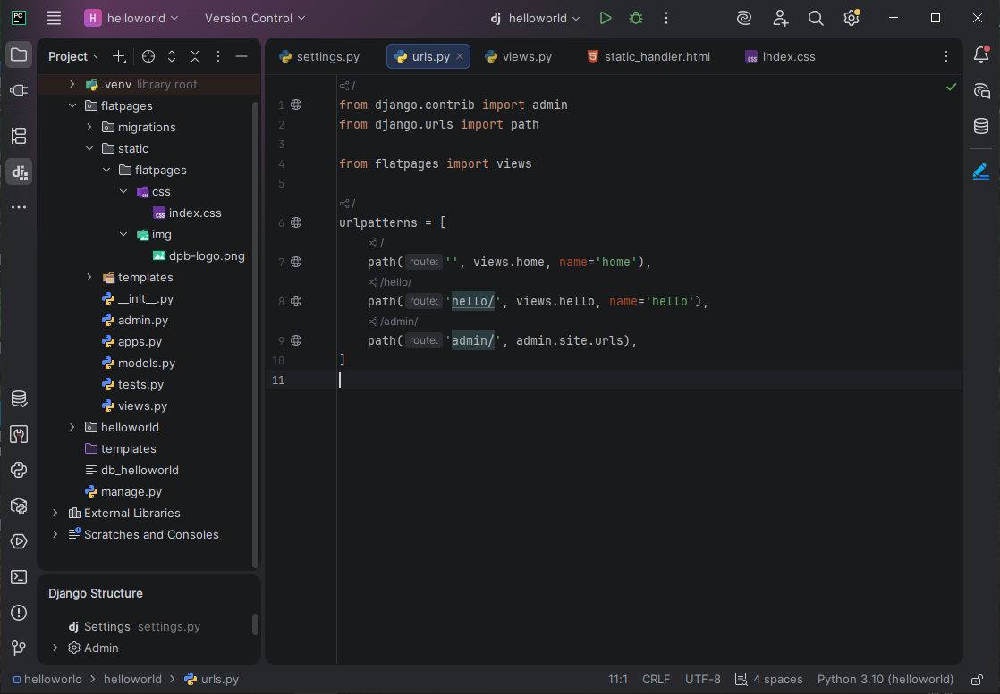 PC H helloworld Version Control dj helloworld
Project
settings.py urls.py views.py static_handler.html index.css
.venv library root
flatpages
migrations
static
flatpages
css
index.css
img
dpb-logo.png
templates
__init__.py
admin.py
apps.py
models.py
tests.py
views.py
helloworld
templates
db_helloworld
manage.py
External Libraries
Scratches and Consoles
Django Structure
dj Settings settings.py
Admin
/
1 from django.contrib import admin
2 from django.urls import path
3
4 from flatpages import views
5
/
6 urlpatterns = [
/
7 path( route: '', views.home, name='home'),
/hello/
8 path( route: 'hello/', views.hello, name='hello'),
/admin/
9 path( route: 'admin/', admin.site.urls),
10 ]
11
helloworld > helloworld > urls.py 11:1 CRLF UTF-8 4 spaces Python 3.10 (helloworld)